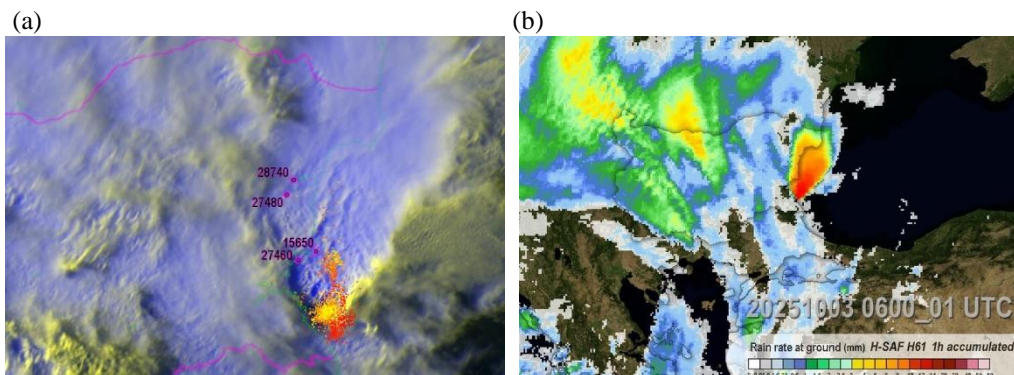 (a)
(b)
28740
27480
15650
27460
20251003 0600_01 UTC
Rain rate at ground (mm) H-SAF H61 1h accumulated